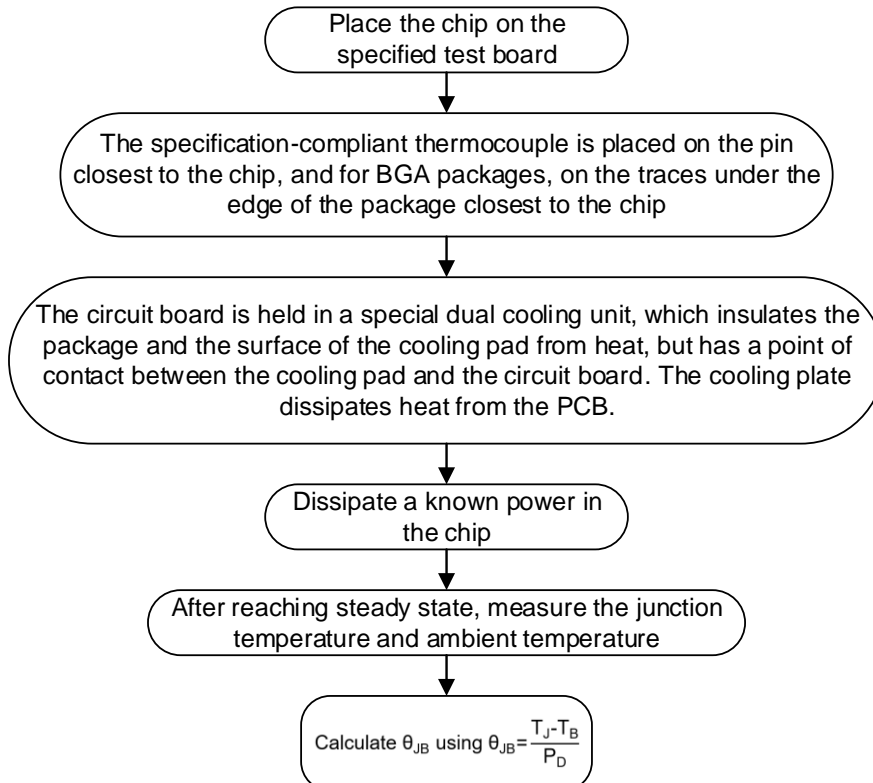 Place the chip on the
specified test board
The specification-compliant thermocouple is placed on the pin
closest to the chip, and for BGA packages, on the traces under the
edge of the package closest to the chip
The circuit board is held in a special dual cooling unit, which insulates the
package and the surface of the cooling pad from heat, but has a point of
contact between the cooling pad and the circuit board. The cooling plate
dissipates heat from the PCB.
Dissipate a known power in
the chip
After reaching steady state, measure the junction
temperature and ambient temperature
Calculate θJB using θJB=(TJ-TB)/PD